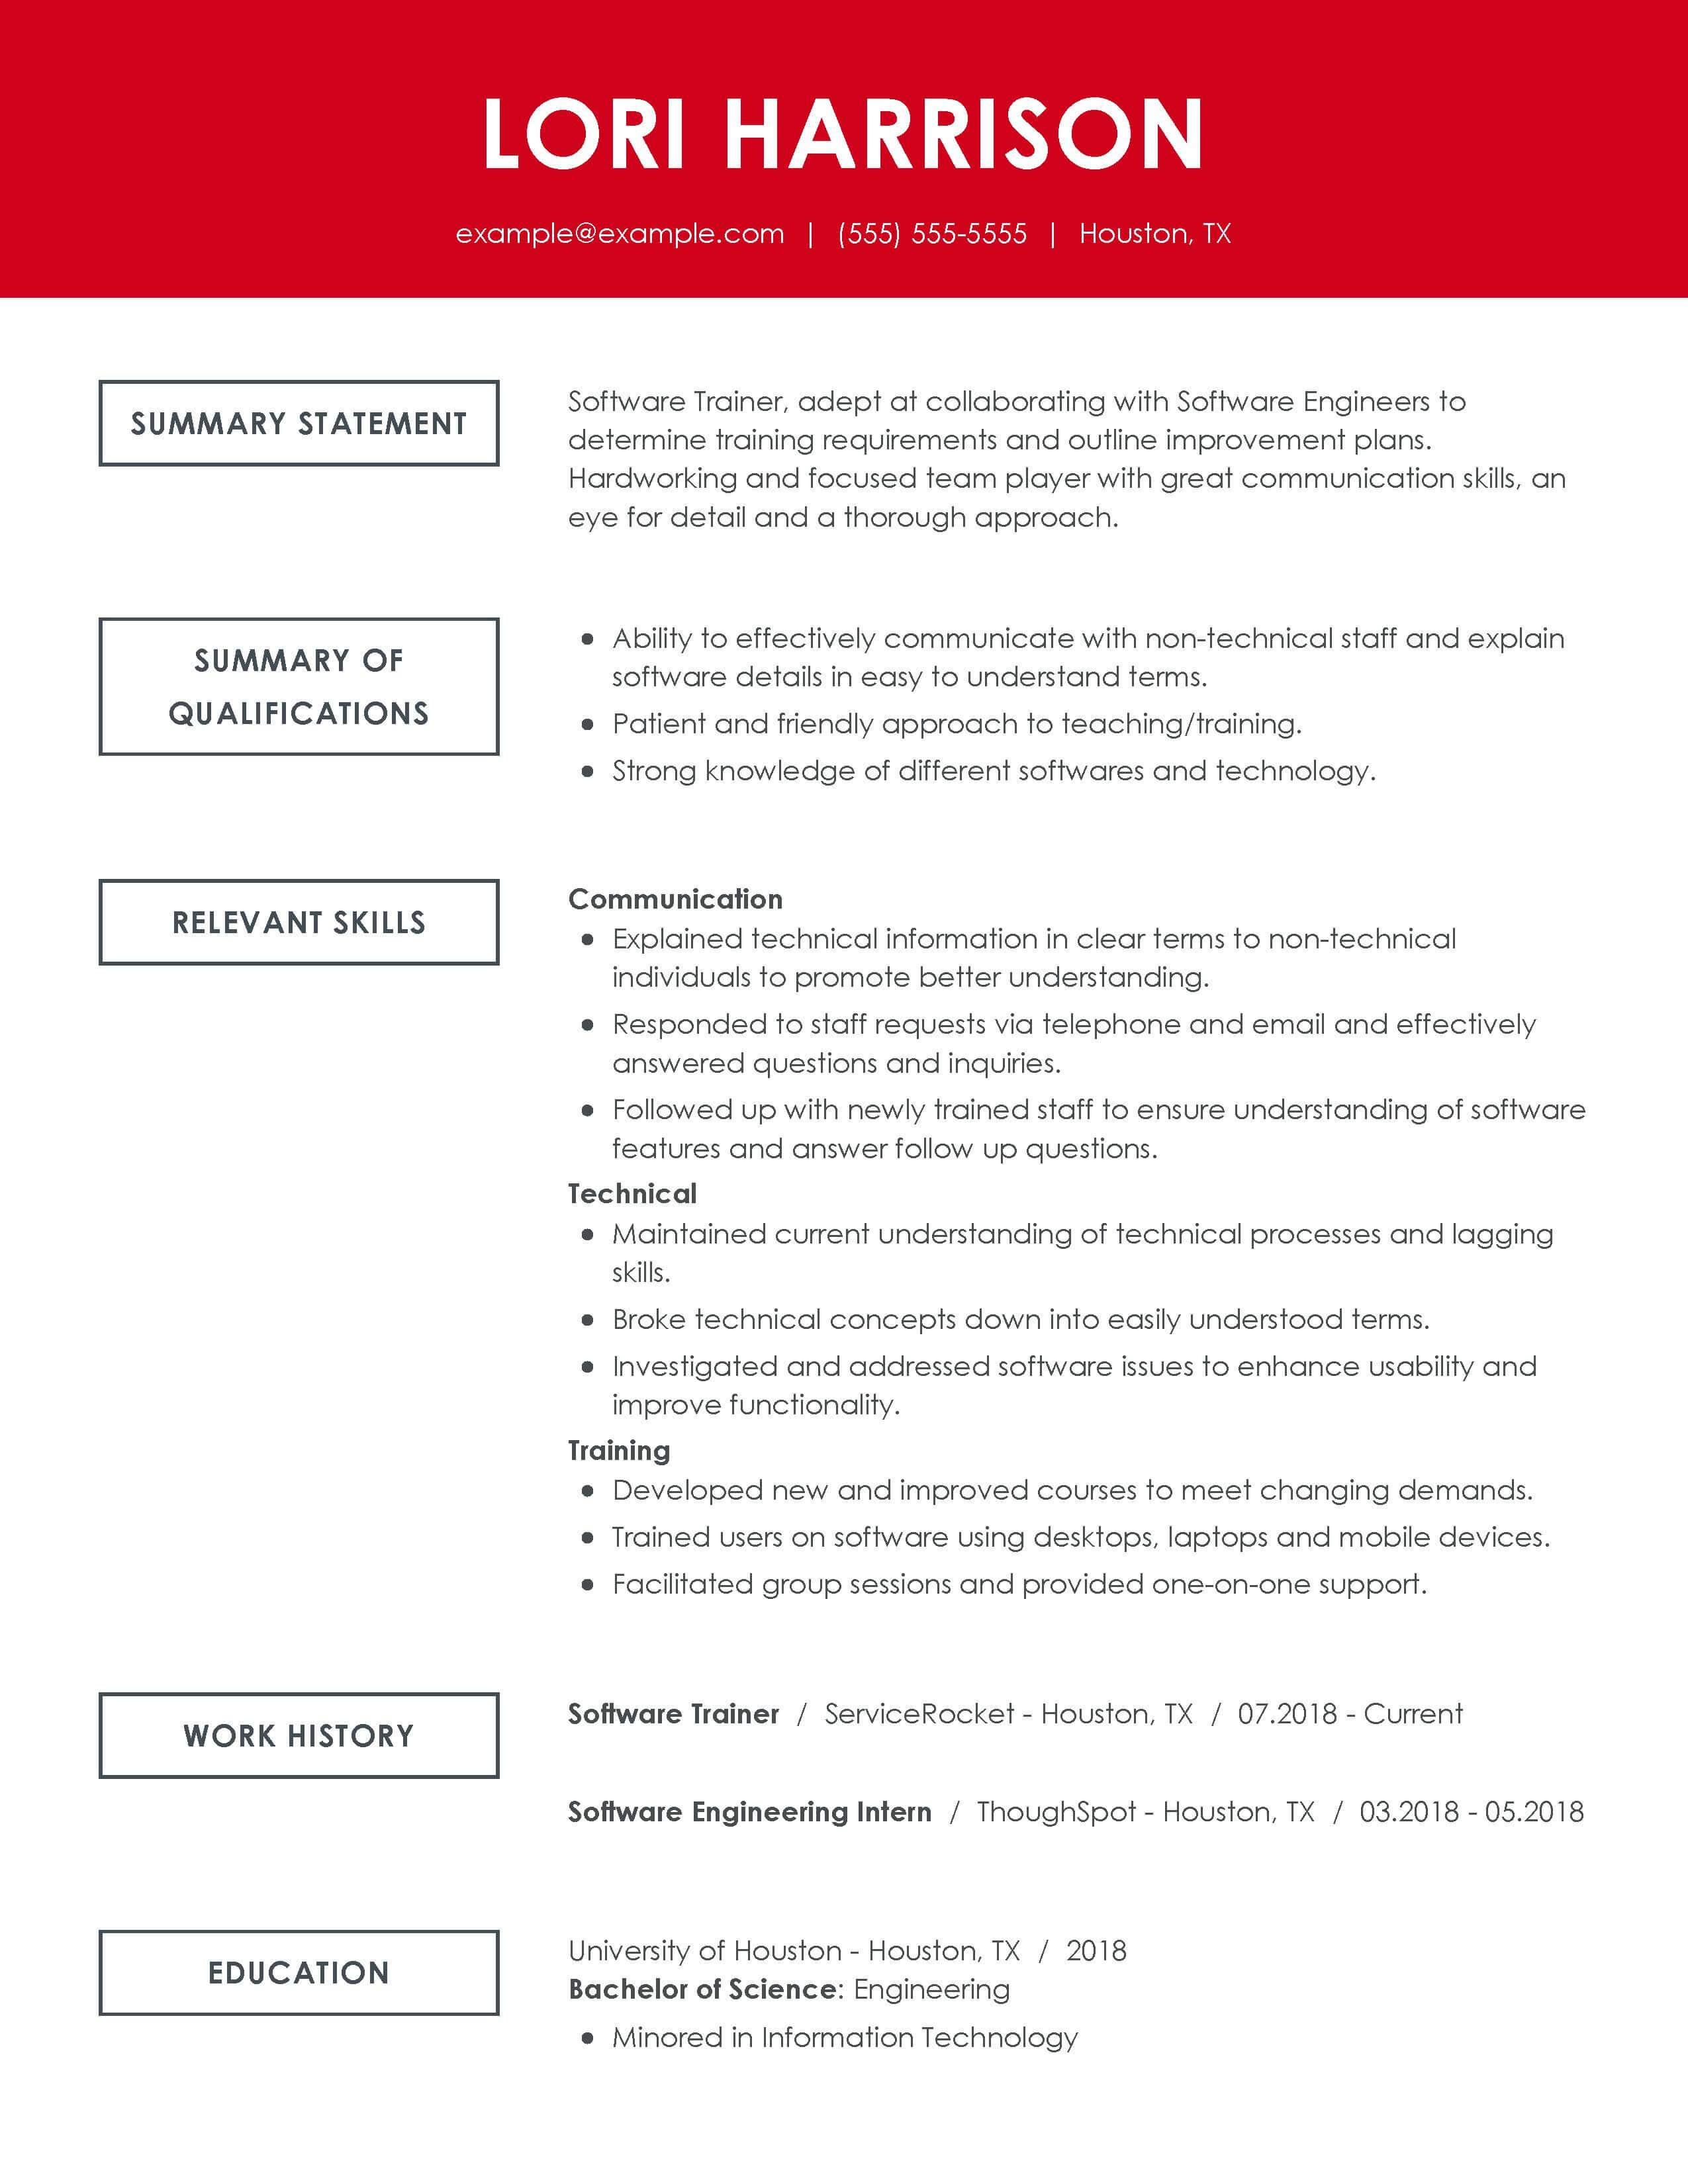 LORI HARRISON
example@example.com | (555) 555-5555 | Houston, TX
SUMMARY STATEMENT
Software Trainer, adept at collaborating with Software Engineers to
determine training requirements and outline improvement plans.
Hardworking and focused team player with great communication skills, an
eye for detail and a thorough approach.
SUMMARY OF
QUALIFICATIONS
• Ability to effectively communicate with non-technical staff and explain
software details in easy to understand terms.
• Patient and friendly approach to teaching/training.
• Strong knowledge of different softwares and technology.
RELEVANT SKILLS
Communication
• Explained technical information in clear terms to non-technical
individuals to promote better understanding.
• Responded to staff requests via telephone and email and effectively
answered questions and inquiries.
• Followed up with newly trained staff to ensure understanding of software
features and answer follow up questions.
Technical
• Maintained current understanding of technical processes and lagging
skills.
• Broke technical concepts down into easily understood terms.
• Investigated and addressed software issues to enhance usability and
improve functionality.
Training
• Developed new and improved courses to meet changing demands.
• Trained users on software using desktops, laptops and mobile devices.
• Facilitated group sessions and provided one-on-one support.
WORK HISTORY
Software Trainer / ServiceRocket - Houston, TX / 07.2018 - Current
Software Engineering Intern / ThoughSpot - Houston, TX / 03.2018 - 05.2018
EDUCATION
University of Houston - Houston, TX / 2018
Bachelor of Science: Engineering
• Minored in Information Technology